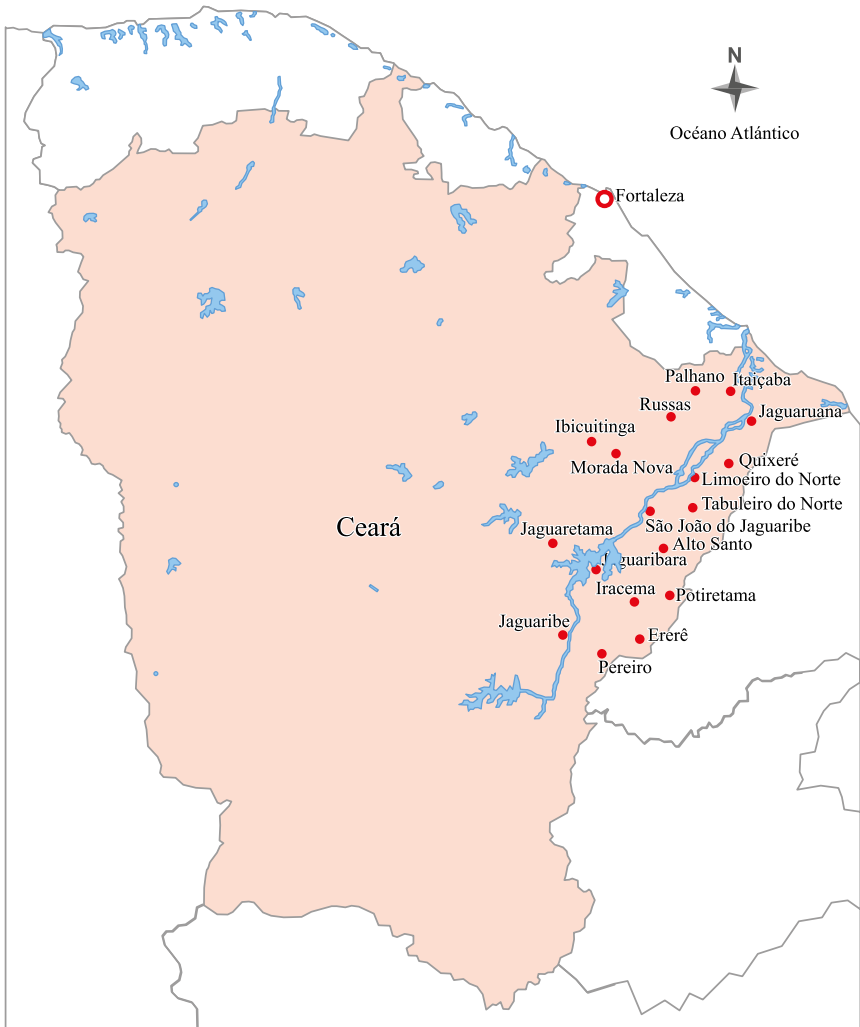 N
Océano Atlántico
Fortaleza
Palhano
Itaiçaba
Russas
Jaguaruana
Ibicuitinga
Morada Nova
Quixeré
Limoeiro do Norte
Tabuleiro do Norte
São João do Jaguaribe
Ceará
Jaguaretama
Alto Santo
Jaguaribara
Iracema
Potiretama
Jaguaribe
Ererê
Pereiro